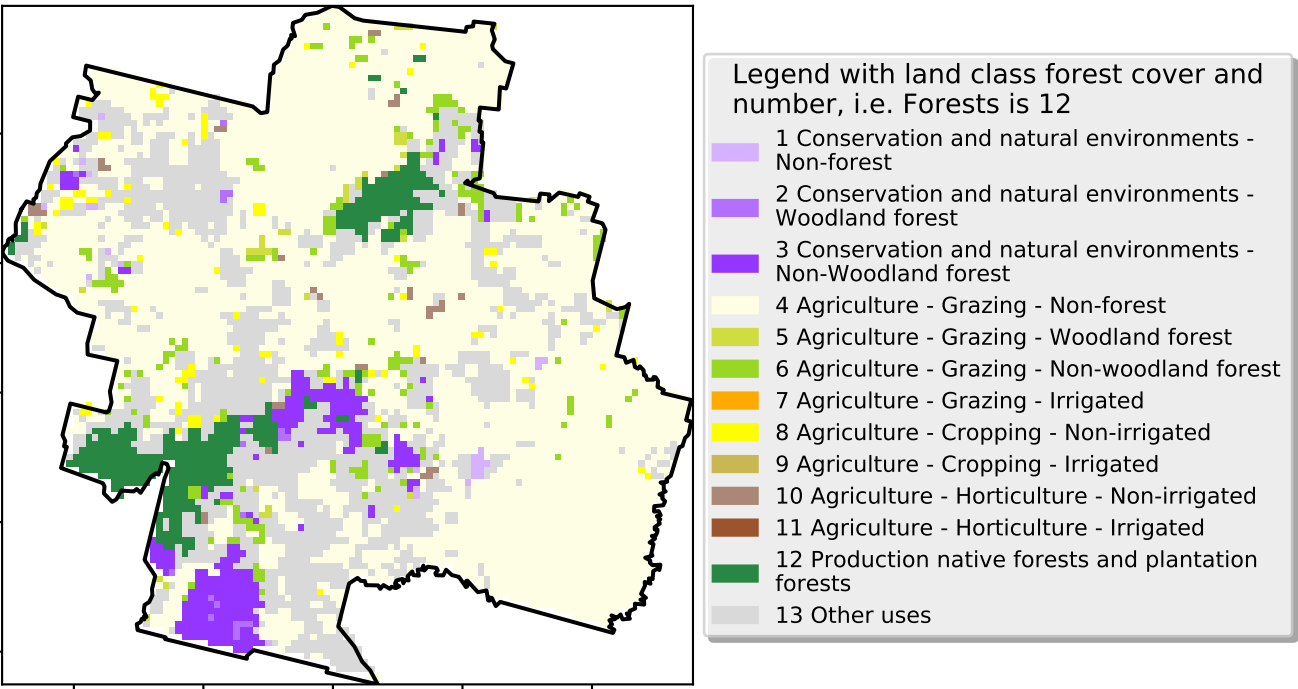 Legend with land class forest cover and
number, i.e. Forests is 12
1 Conservation and natural environments -
Non-forest
2 Conservation and natural environments -
Woodland forest
3 Conservation and natural environments -
Non-Woodland forest
4 Agriculture - Grazing - Non-forest
5 Agriculture - Grazing - Woodland forest
6 Agriculture - Grazing - Non-woodland forest
7 Agriculture - Grazing - Irrigated
8 Agriculture - Cropping - Non-irrigated
9 Agriculture - Cropping - Irrigated
10 Agriculture - Horticulture - Non-irrigated
11 Agriculture - Horticulture - Irrigated
12 Production native forests and plantation
forests
13 Other uses